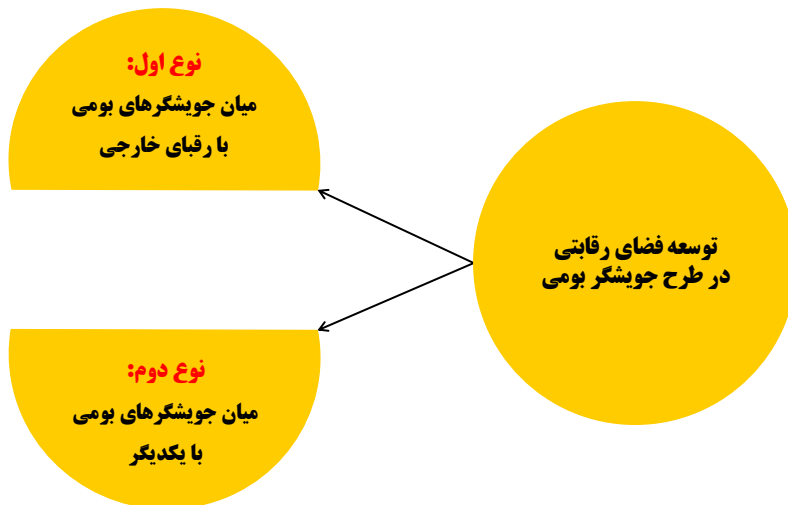 توسعه فضای رقابتی
در طرح جویشگر بومی
نوع اول:
میان جویشگرهای بومی
با رقبای خارجی
نوع دوم:
میان جویشگرهای بومی
با یکدیگر